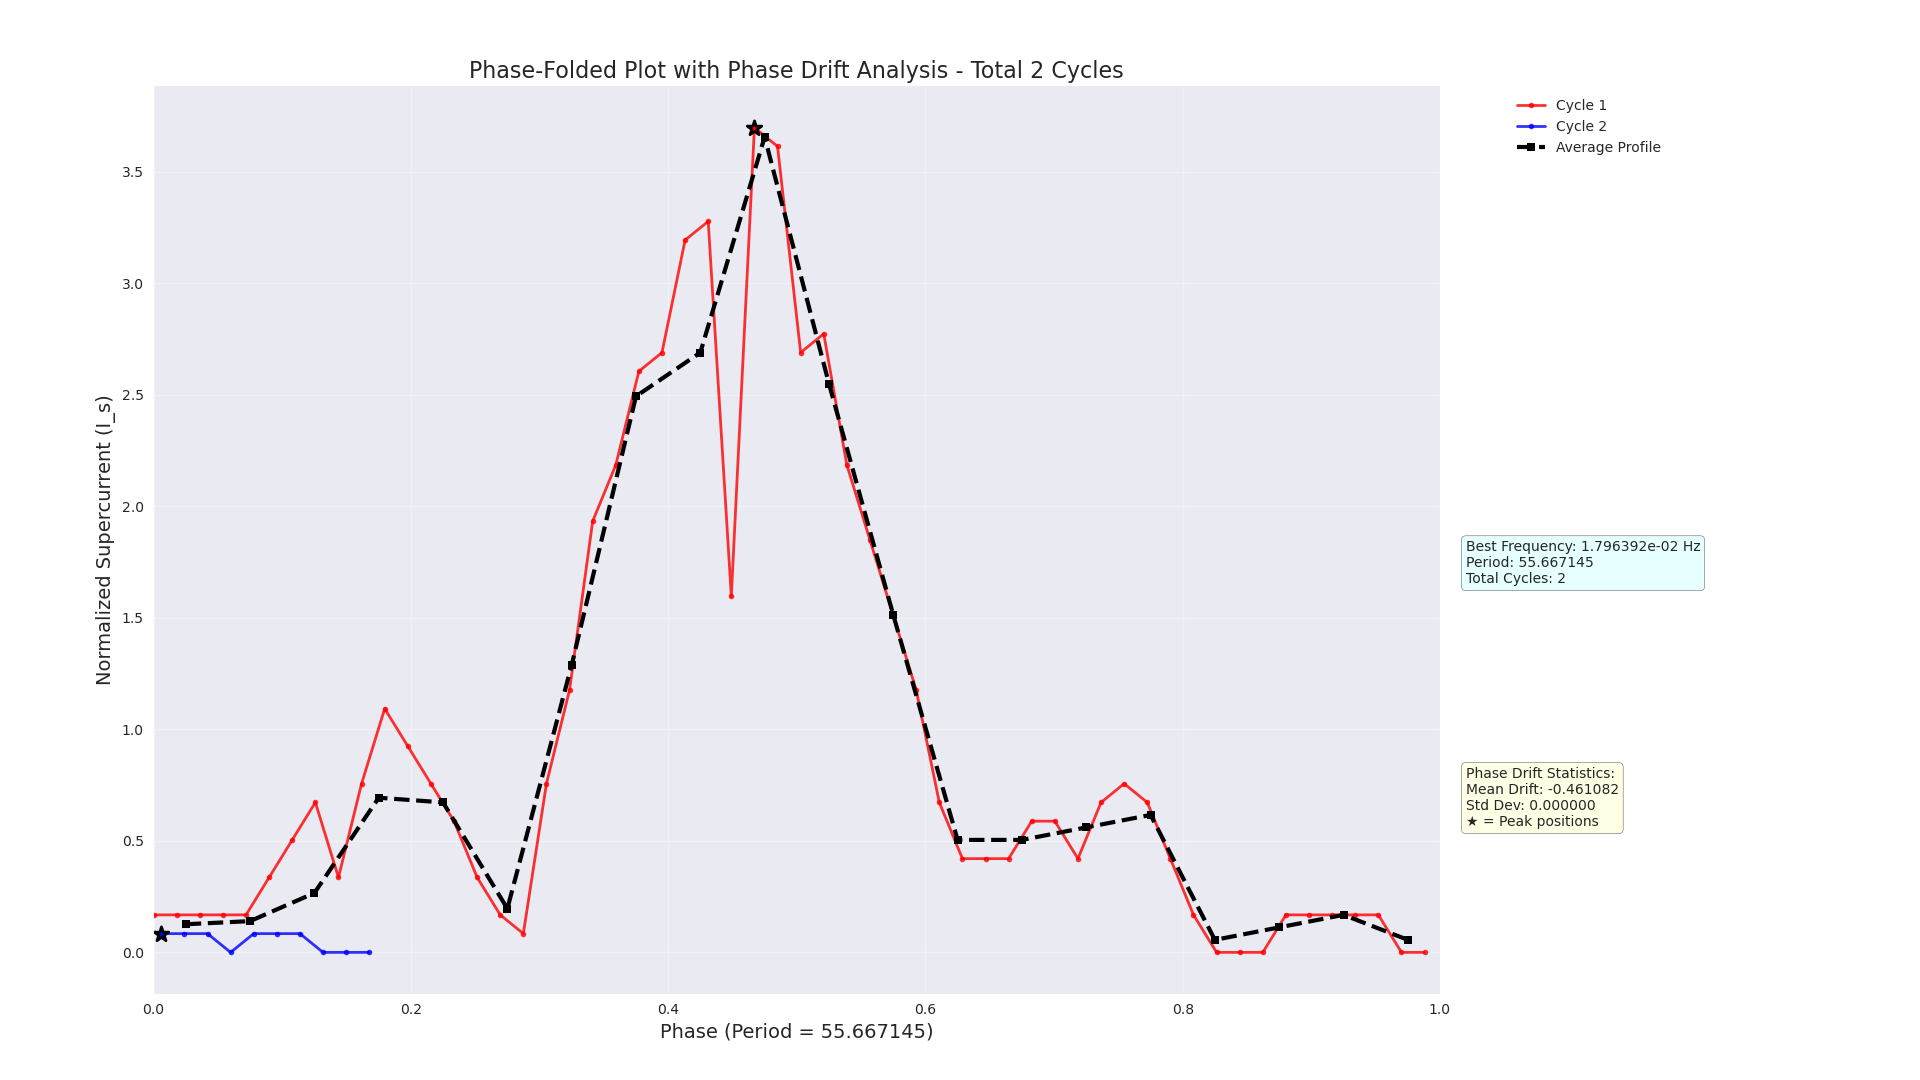 Phase-Folded Plot with Phase Drift Analysis - Total 2 Cycles
Cycle 1
Cycle 2
Average Profile
3.5
3.0
2.5
2.0
1.5
1.0
0.5
0.0
Normalized Supercurrent (I_s)
Best Frequency: 1.796392e-02 Hz
Period: 55.667145
Total Cycles: 2
Phase Drift Statistics:
Mean Drift: -0.461082
Std Dev: 0.000000
★ = Peak positions
0.0
0.2
0.4
0.6
0.8
1.0
Phase (Period = 55.667145)